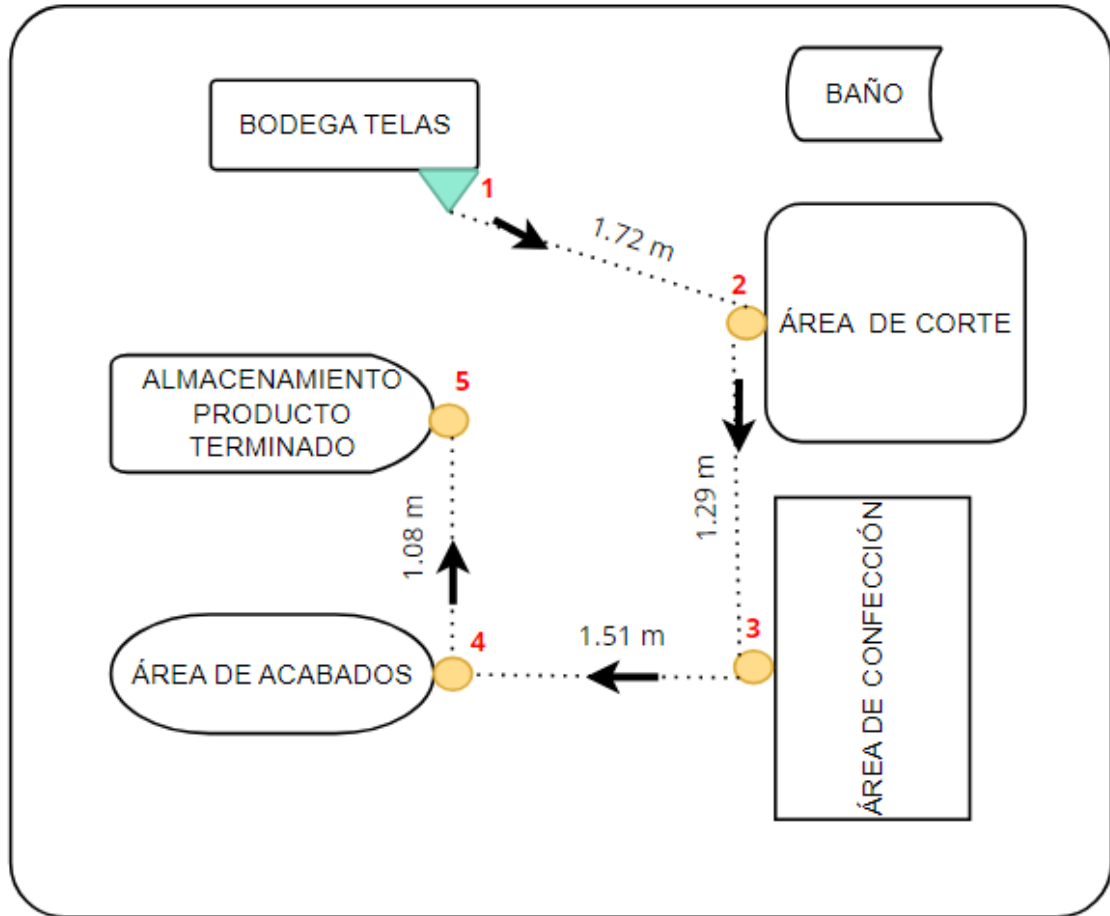 BAÑO
BODEGA TELAS
1
1.72 m
2
ÁREA  DE CORTE
ALMACENAMIENTO
PRODUCTO
TERMINADO
5
1.29 m
1.08 m
ÁREA DE CONFECCIÓN
3
1.51 m
4
ÁREA DE ACABADOS